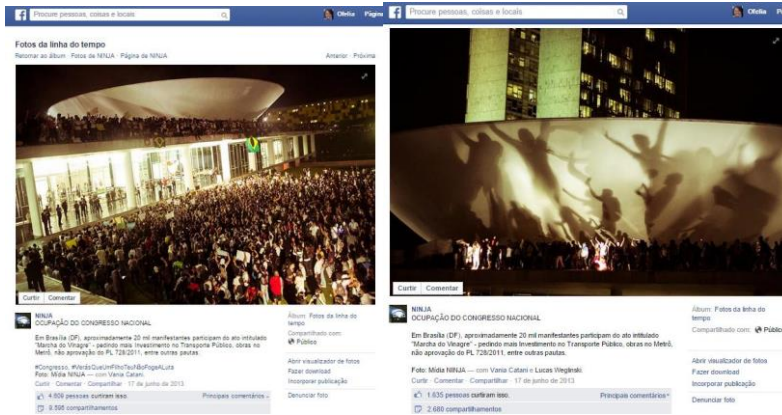 Procure pessoas, coisas e locais
Ofelia
Págin
Fotos da linha do tempo
Retornar ao álbum · Fotos de NINJA · Página de NINJA
Anterior · Próxima
Curtir Comentar
NINJA
OCUPAÇÃO DO CONGRESSO NACIONAL
Em Brasília (DF), aproximadamente 20 mil manifestantes participam do ato intitulado
"Marcha do Vinagre" - pedindo mais Investimento no Transporte Público, obras no
Metrô, não aprovação do PL 728/2011, entre outras pautas.
#Congresso, #VerásQueUmFilhoTeuNãoFogeALuta
Foto: Mídia NINJA — com Vania Catani.
Curtir · Comentar · Compartilhar · 17 de junho de 2013
pessoas curtiram isso.
Principais comentários
compartilhamentos
Álbum: Fotos da linha do
tempo
Compartilhado com:
Público
Abrir visualizador de fotos
Fazer download
Incorporar publicação
Denunciar foto
Procure pessoas, coisas e locais
Ofelia
Págin
Curtir Comentar
NINJA
OCUPAÇÃO DO CONGRESSO NACIONAL
Em Brasília (DF), aproximadamente 20 mil manifestantes participam do ato intitulado
"Marcha do Vinagre" - pedindo mais Investimento no Transporte Público, obras no Metrô,
não aprovação do PL 728/2011, entre outras pautas.
Foto: Mídia NINJA — com Vania Catani e Lucas Weglinski.
Curtir · Comentar · Compartilhar · 17 de junho de 2013
1.635 pessoas curtiram isso.
Principais comentários
2.680 compartilhamentos
Álbum: Fotos da linha do
tempo
Compartilhado com: Público
Abrir visualizador de fotos
Fazer download
Incorporar publicação
Denunciar foto